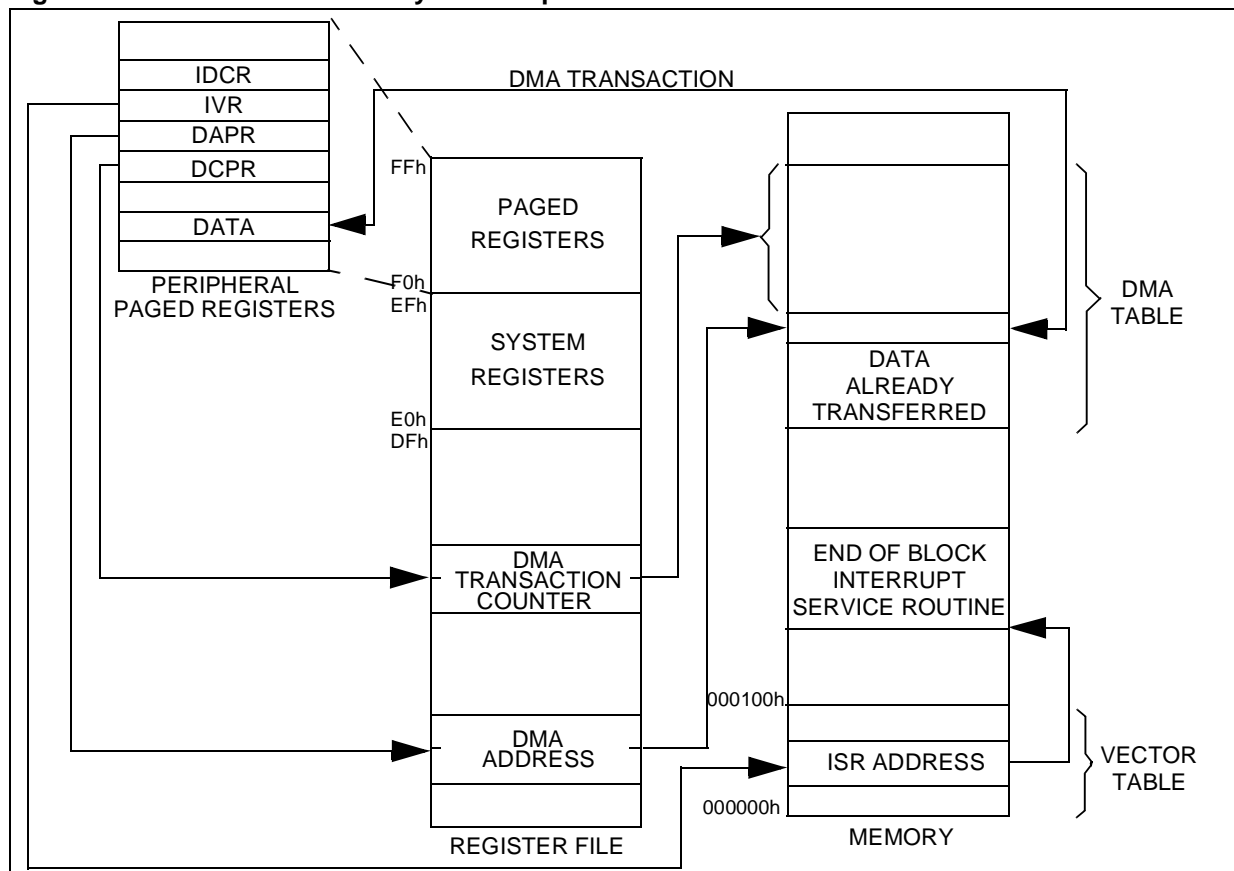 IDCR
IVR
DAPR
DCPR
DATA
PERIPHERAL
PAGED REGISTERS
DMA TRANSACTION
FFh
PAGED
REGISTERS
F0h
EFh
SYSTEM
REGISTERS
E0h
DFh
DMA
TRANSACTION
COUNTER
DMA
ADDRESS
REGISTER FILE
DATA
ALREADY
TRANSFERRED
DMA
TABLE
END OF BLOCK
INTERRUPT
SERVICE ROUTINE
000100h
ISR ADDRESS
VECTOR
TABLE
000000h
MEMORY